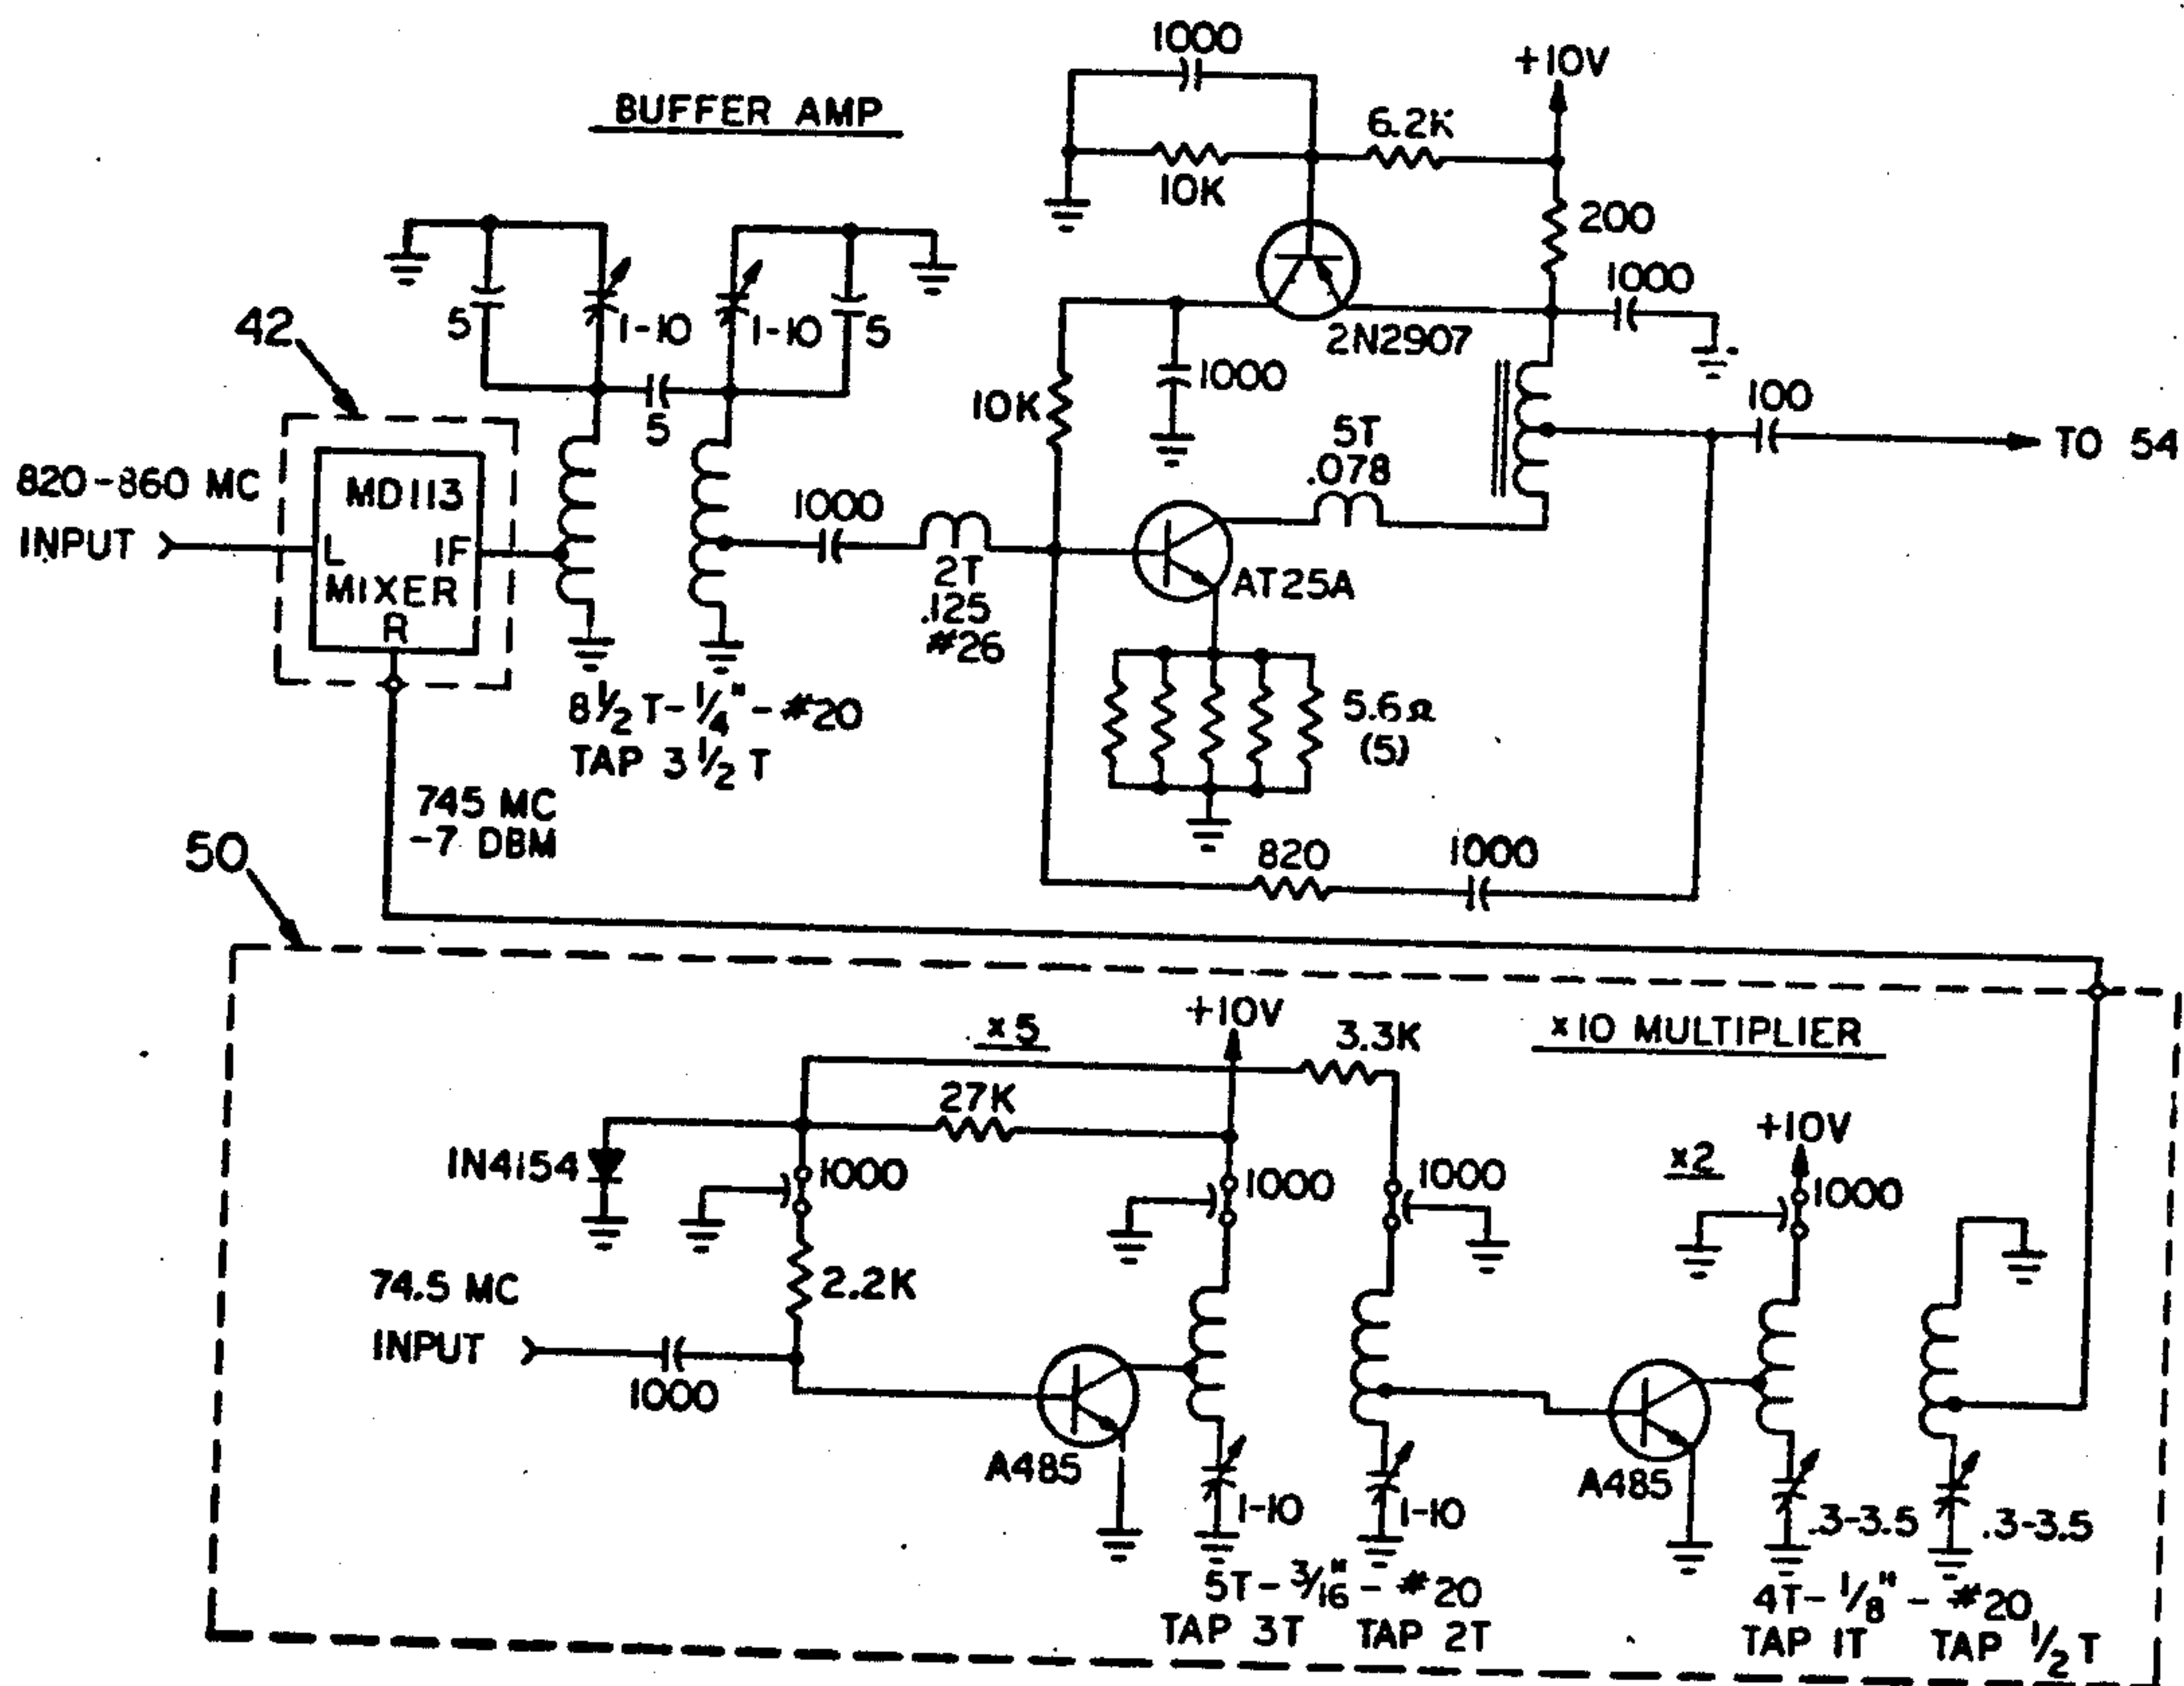 1000
+10V
BUFFER AMP
6.2K
10K
200
1000
42
5
1-10
1-10
5
2N2907
1000
5
10K
5T
.078
100
TO 54
820-860 MC
INPUT
MD113
L IF
MIXER
R
1000
2T
.125
#26
AT25A
8½ T-¼"-#20
TAP 3½ T
5.6Ω
(5)
745 MC
-7 DBM
50
820
1000
x5
+10V
3.3K
x10 MULTIPLIER
27K
+10V
1N4154
1000
1000
1000
x2
1000
74.5 MC
INPUT
2.2K
1000
A485
1-10
1-10
A485
.3-3.5
.3-3.5
5T-3/16"-#20
TAP 3T TAP 2T
4T-1/8"-#20
TAP 1T TAP ½ T